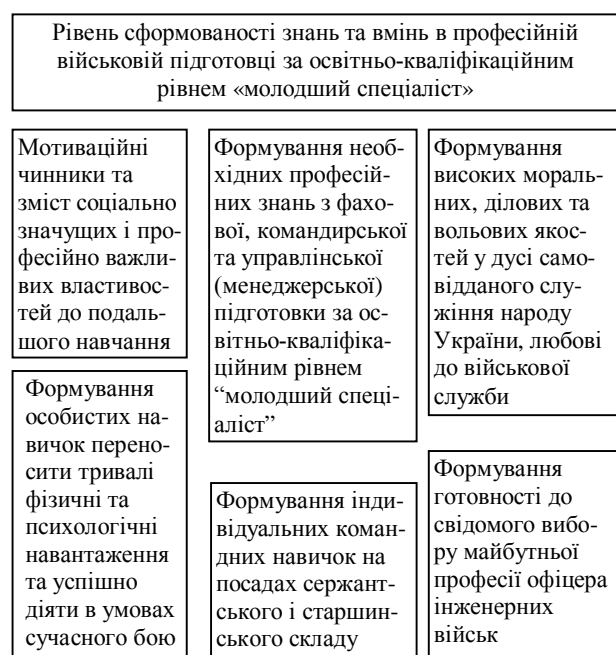 Рівень сформованості знань та вмінь в професійній
військовій підготовці за освітньо-кваліфікаційним
рівнем «молодший спеціаліст»
Мотиваційні
чинники та
зміст соціально
значущих і про-
фесійно важли-
вих властивос-
тей до подаль-
шого навчання
Формування необ-
хідних професій-
них знань з фахо-
вої, командирської
та управлінської
(менеджерської)
підготовки за ос-
вітньо-кваліфіка-
ційним рівнем
“молодший спеці-
аліст”
Формування
високих мораль-
них, ділових та
вольових якос-
тей у дусі само-
відданого слу-
жіння народу
України, любові
до військової
служби
Формування
особистих на-
вичок перено-
сити тривалі
фізичні та
психологічні
навантаження
та успішно
діяти в умовах
сучасного бою
Формування інди-
відуальних коман-
дних навичок на
посадах сержант-
ського і старшин-
ського складу
Формування
готовності до
свідомого вибо-
ру майбутньої
професії офіцера
інженерних
військ